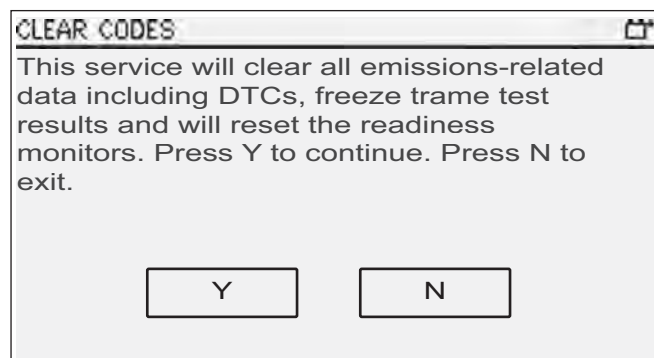 CLEAR CODES
This service will clear all emissions-related
data including DTCs, freeze trame test
results and will reset the readiness
monitors. Press Y to continue. Press N to
exit.
Y N